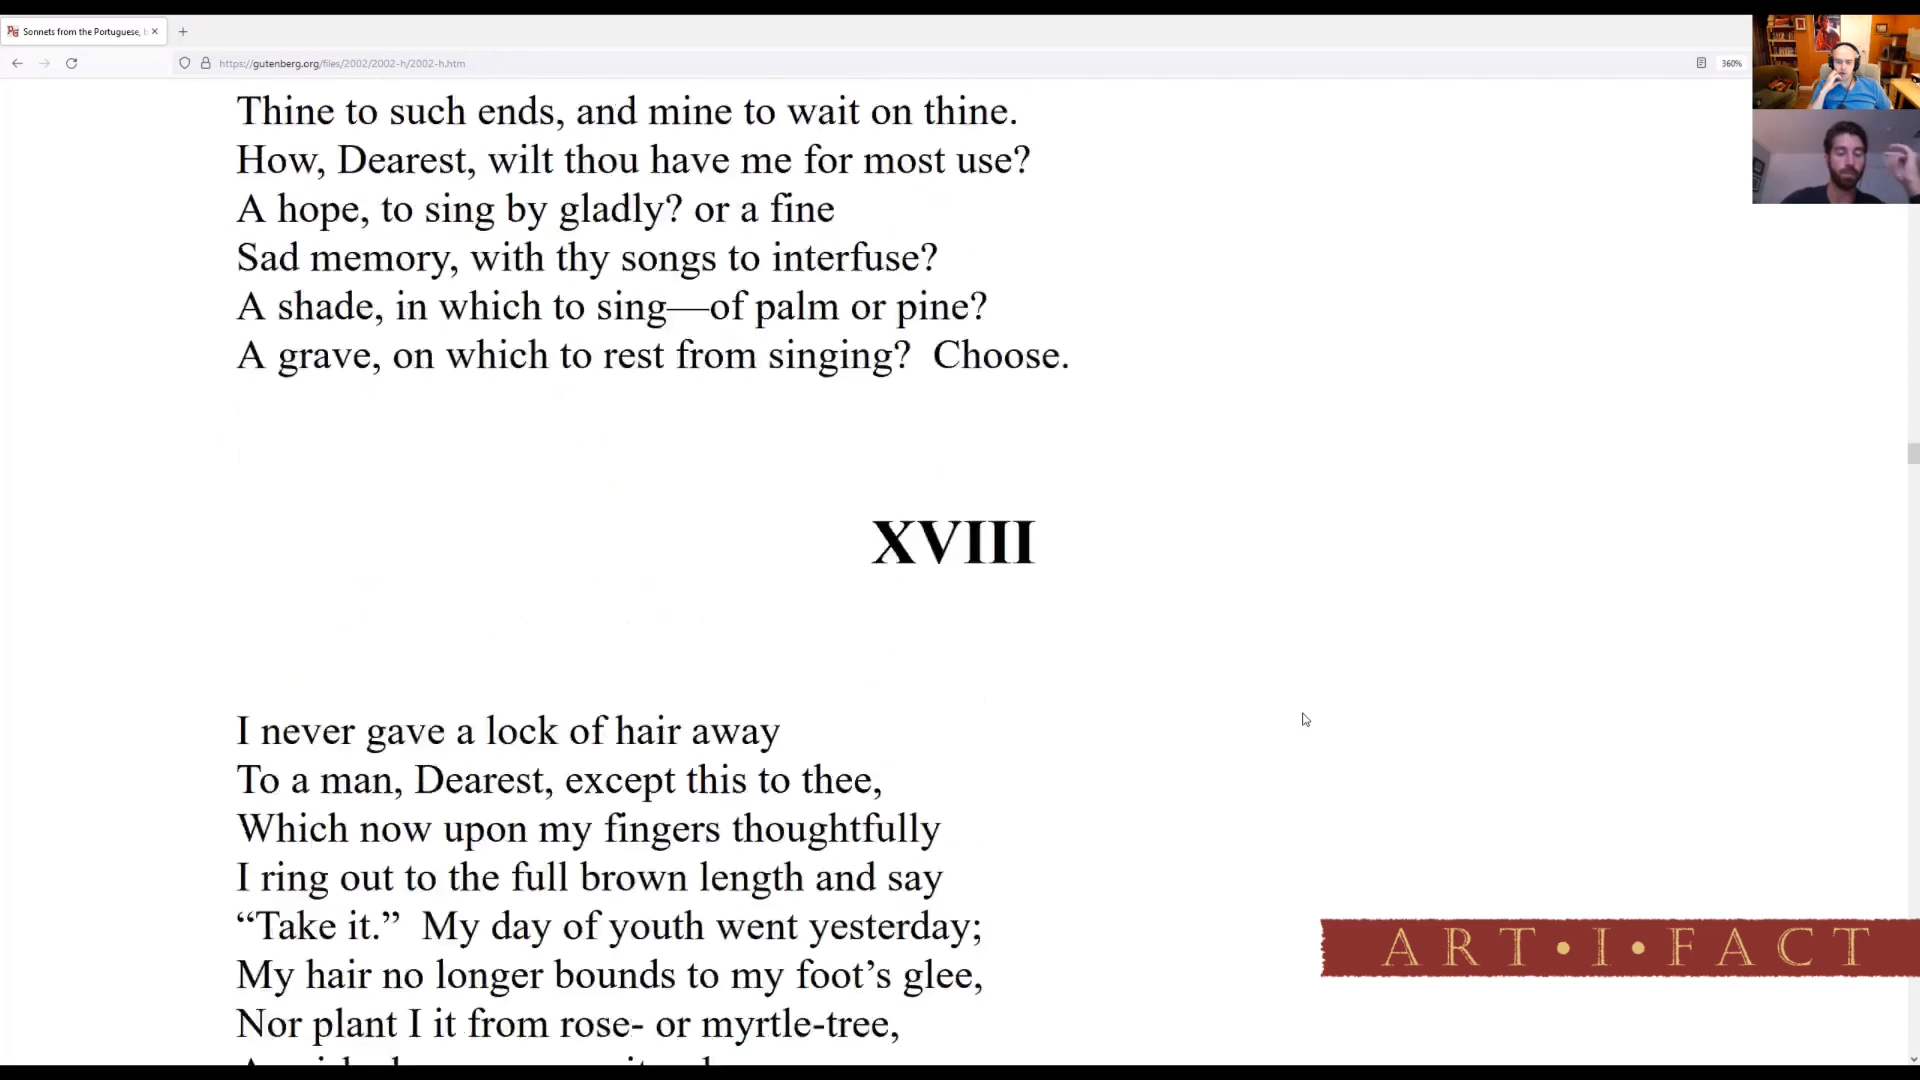 Sonnets from the Portuguese,
https://gutenberg.org/files/2002/2002-h/2002-h.htm
360%
Thine to such ends, and mine to wait on thine.
How, Dearest, wilt thou have me for most use?
A hope, to sing by gladly? or a fine
Sad memory, with thy songs to interfuse?
A shade, in which to sing—of palm or pine?
A grave, on which to rest from singing?  Choose.
XVIII
I never gave a lock of hair away
To a man, Dearest, except this to thee,
Which now upon my fingers thoughtfully
I ring out to the full brown length and say
“Take it.”  My day of youth went yesterday;
My hair no longer bounds to my foot’s glee,
Nor plant I it from rose- or myrtle-tree,
ART•I•FACT